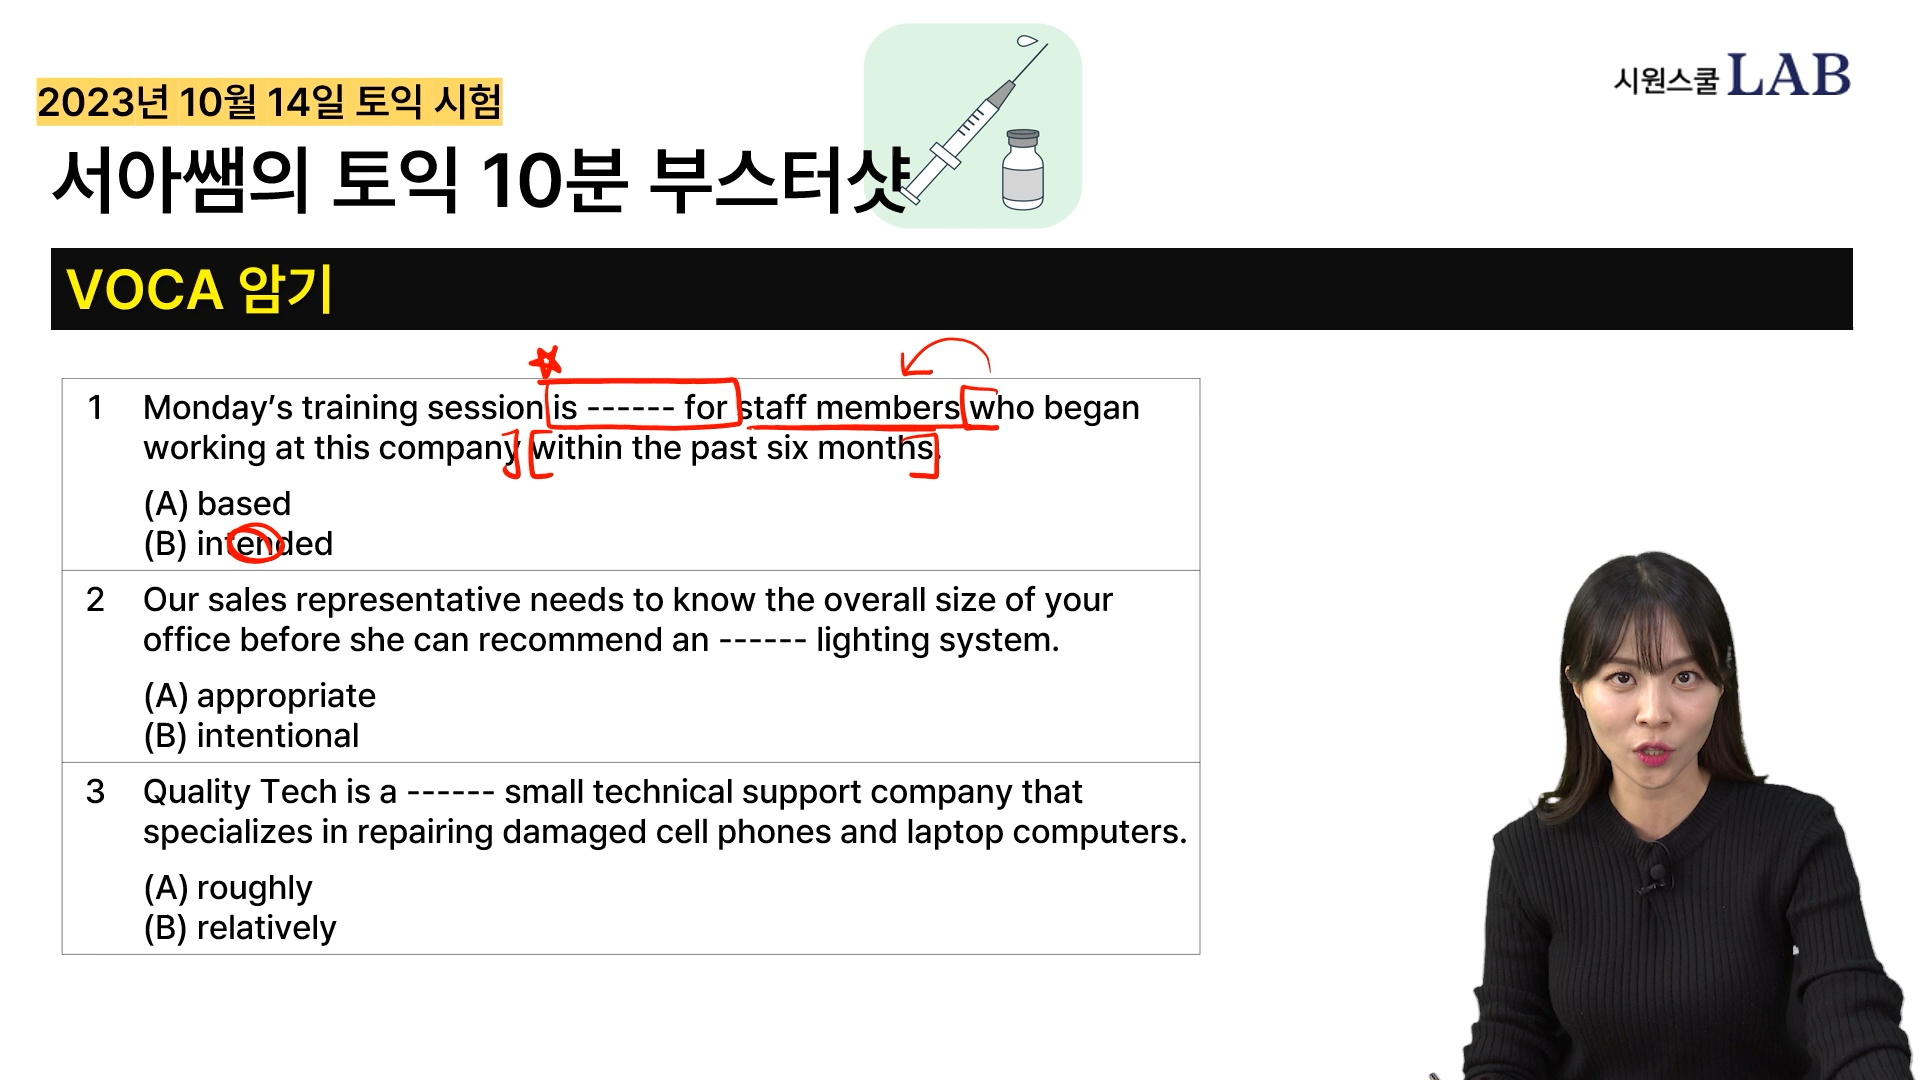 시원스쿨 LAB
2023년 10월 14일 토익 시험
서아쌤의 토익 10분 부스터샷
VOCA 암기
1 Monday’s training session is ------ for staff members who began
working at this company within the past six months.
(A) based
(B) intended
2 Our sales representative needs to know the overall size of your
office before she can recommend an ------ lighting system.
(A) appropriate
(B) intentional
3 Quality Tech is a ------ small technical support company that
specializes in repairing damaged cell phones and laptop computers.
(A) roughly
(B) relatively